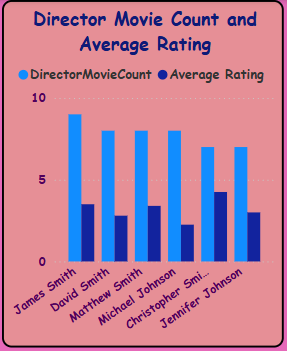 Director Movie Count and
Average Rating
DirectorMovieCount Average Rating
10
5
0
James Smith
David Smith
Matthew Smith
Michael Johnson
Christopher Smi...
Jennifer Johnson